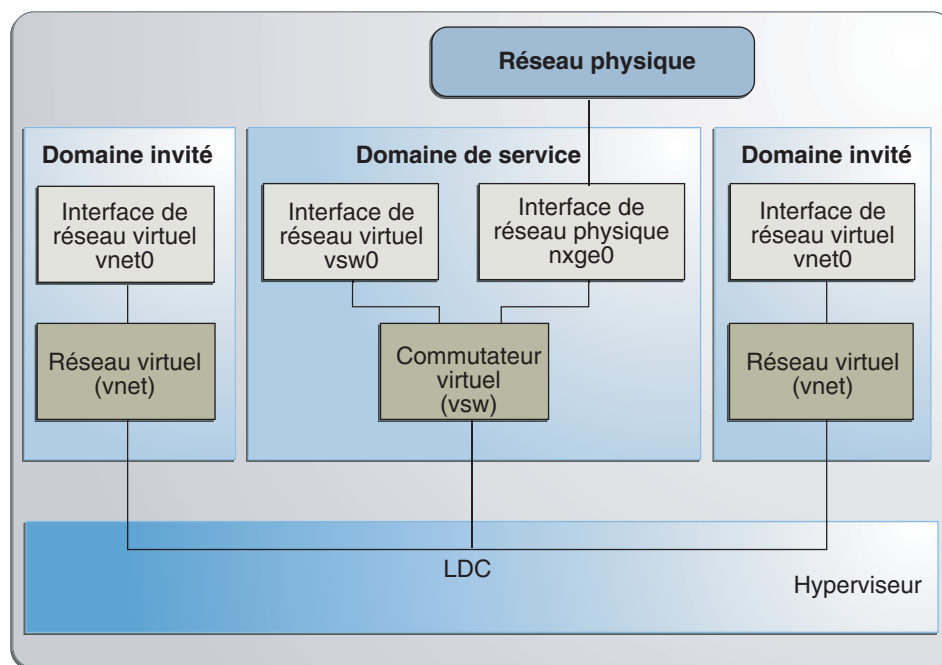 Réseau physique
Domaine invité
Interface de
réseau virtuel
vnet0
Réseau virtuel
(vnet)
Domaine de service
Interface de
réseau virtuel
vsw0
Interface de
réseau physique
nxge0
Commutateur
virtuel
(vsw)
Domaine invité
Interface de
réseau virtuel
vnet0
Réseau virtuel
(vnet)
LDC
Hyperviseur